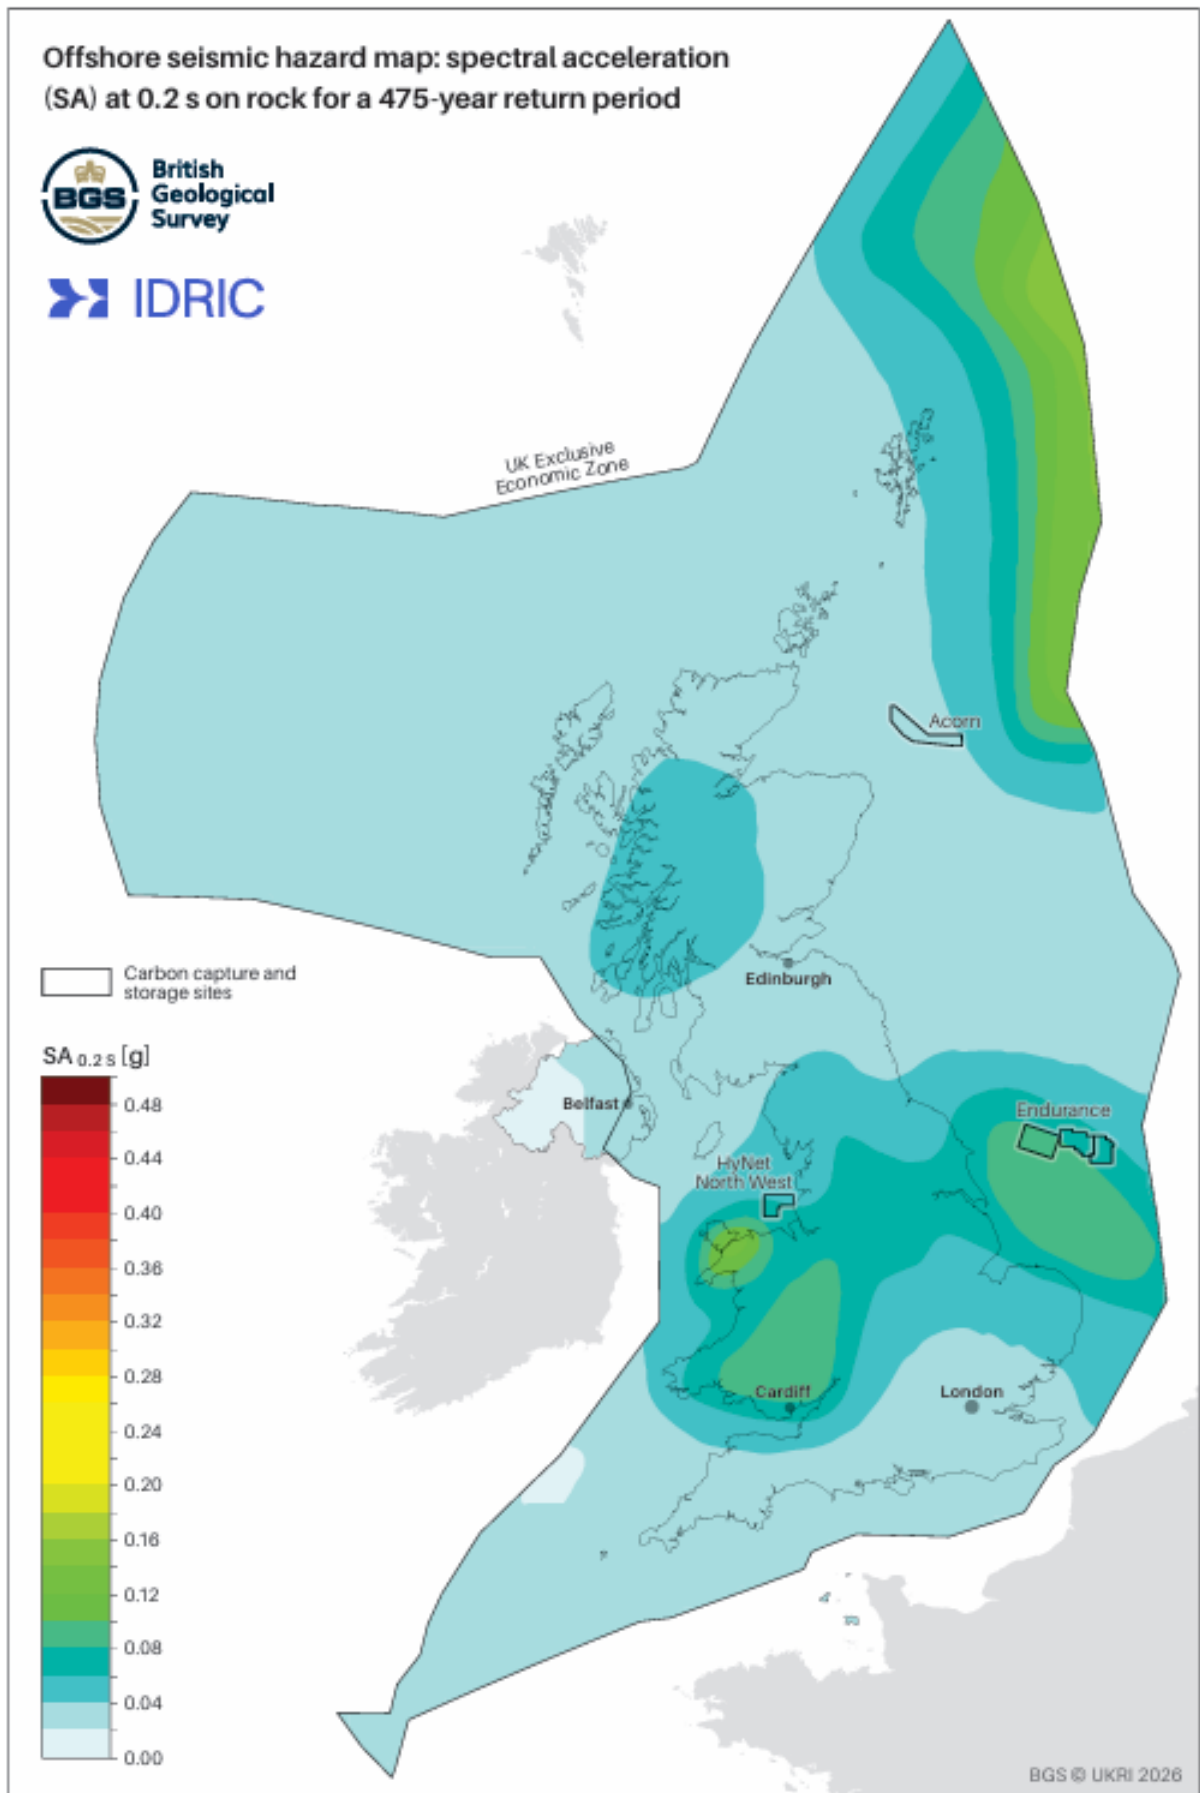 Offshore seismic hazard map: spectral acceleration
(SA) at 0.2 s on rock for a 475-year return period
BGS
British
Geological
Survey
IDRIC
UK Exclusive
Economic Zone
Acorn
Carbon capture and
storage sites
Edinburgh
SA 0.2 S [g]
Belfast
Endurance
HyNet
North West
Cardiff
London
0.48
0.44
0.40
0.36
0.32
0.28
0.24
0.20
0.16
0.12
0.08
0.04
0.00
BGS © UKRI 2026